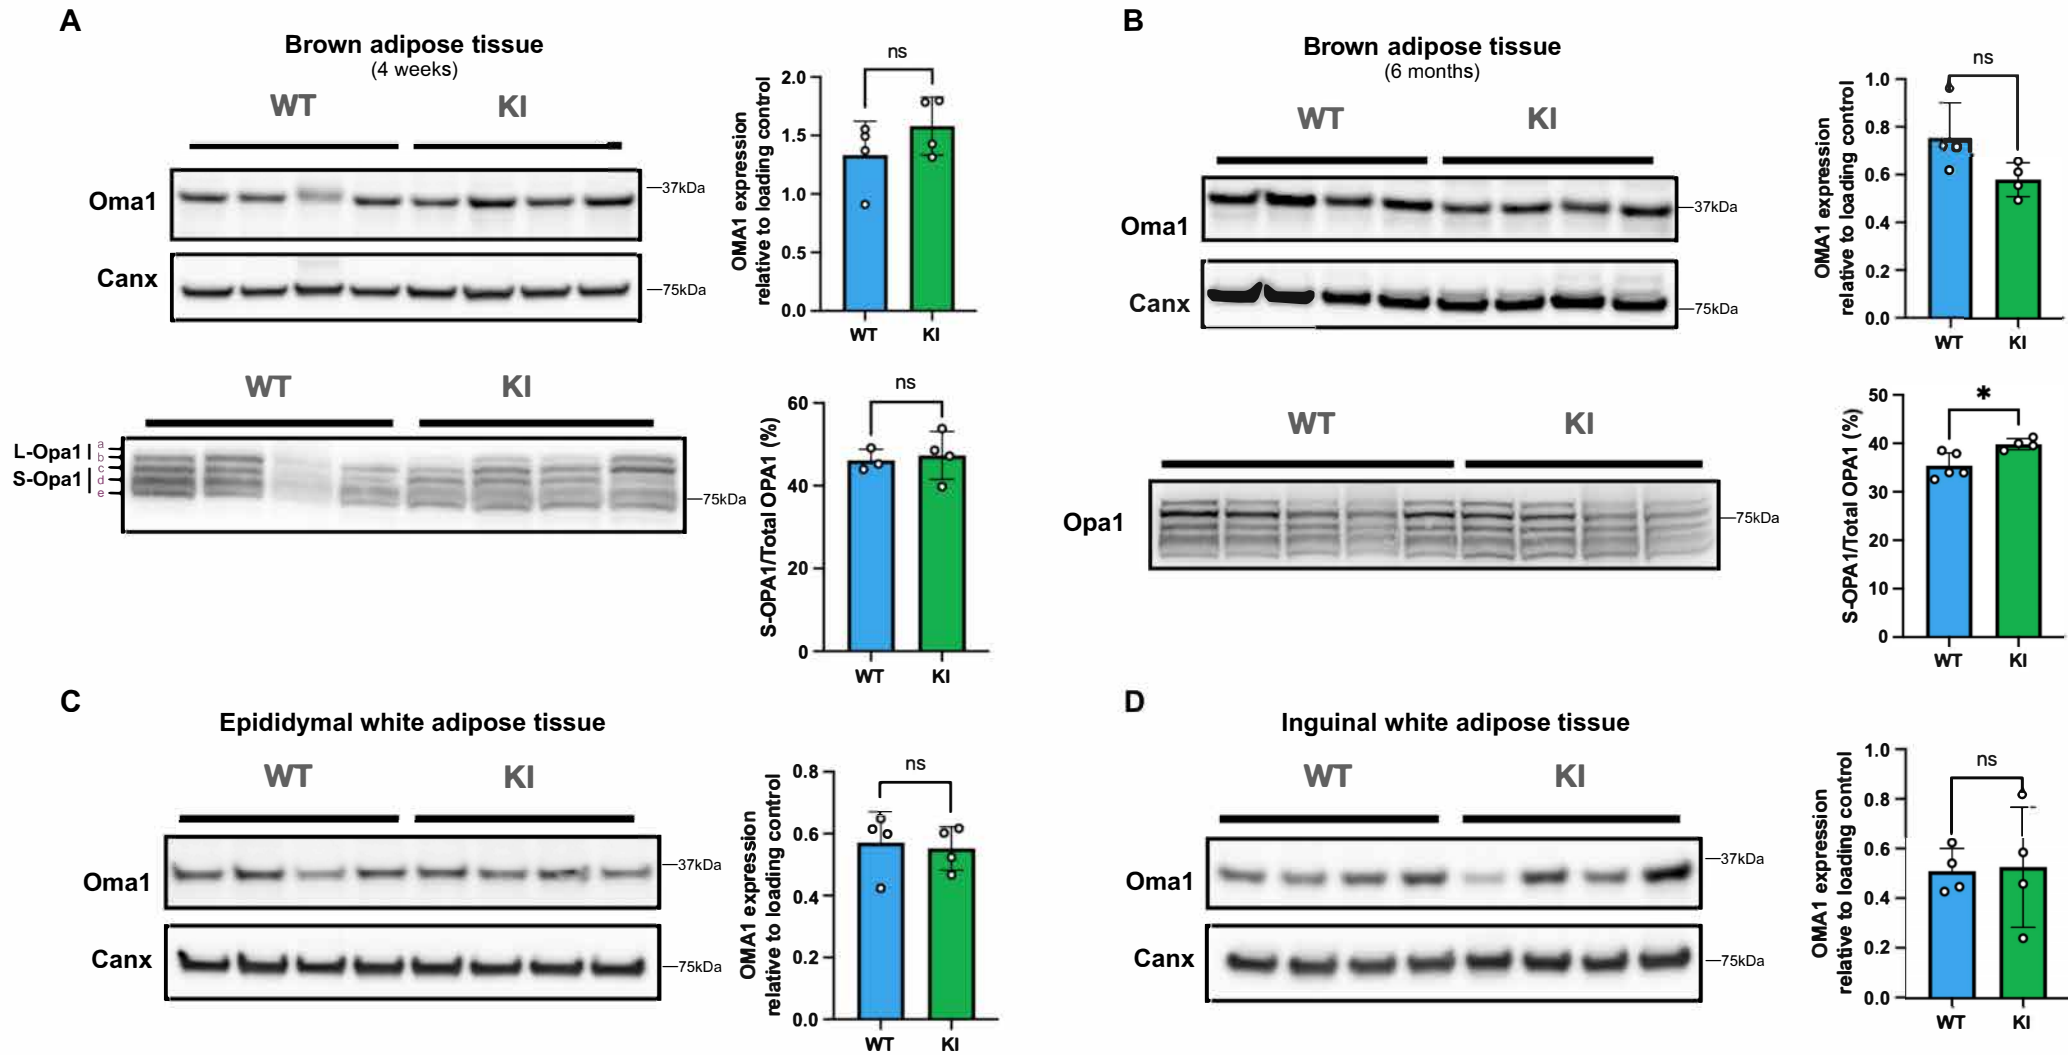 A
Brown adipose tissue
(4 weeks)
WT
KI
Oma1
37kDa
Canx
75kDa
ns
OMA1 expression
relative to loading control
2.0
1.5
1.0
0.5
0.0
WT
KI
WT
KI
L-Opa1
S-Opa1
a
b
c
d
e
75kDa
ns
S-OPA1/Total OPA1 (%)
60
40
20
0
WT
KI
B
Brown adipose tissue
(6 months)
WT
KI
Oma1
37kDa
Canx
75kDa
ns
OMA1 expression
relative to loading control
1.0
0.8
0.6
0.4
0.2
0.0
WT
KI
WT
KI
Opa1
75kDa
*
S-OPA1/Total OPA1 (%)
50
40
30
20
10
0
WT
KI
C
Epididymal white adipose tissue
WT
KI
Oma1
37kDa
Canx
75kDa
ns
OMA1 expression
relative to loading control
0.8
0.6
0.4
0.2
0.0
WT
KI
D
Inguinal white adipose tissue
WT
KI
Oma1
37kDa
Canx
75kDa
ns
OMA1 expression
relative to loading control
1.0
0.8
0.6
0.4
0.2
0.0
WT
KI